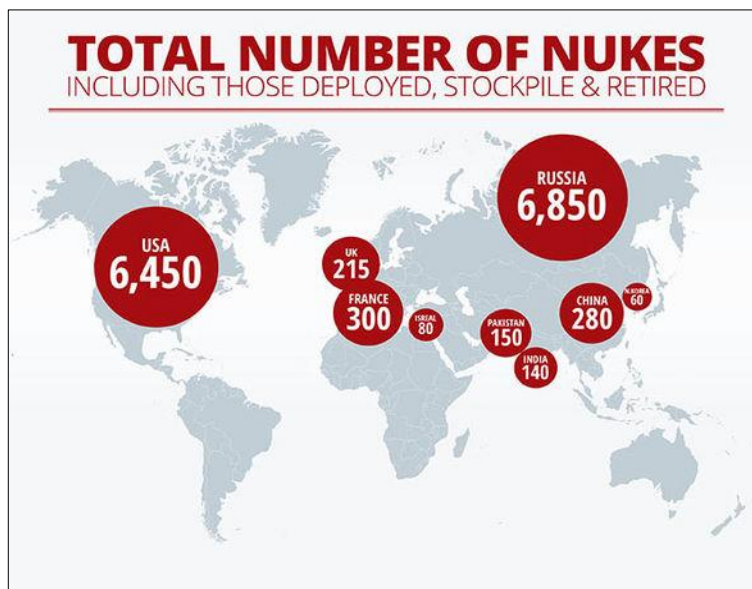 TOTAL NUMBER OF NUKES
INCLUDING THOSE DEPLOYED, STOCKPILE & RETIRED
RUSSIA
6,850
USA
6,450
UK
215
FRANCE
300
ISREAL
80
PAKISTAN
150
INDIA
140
CHINA
280
N.KOREA
60